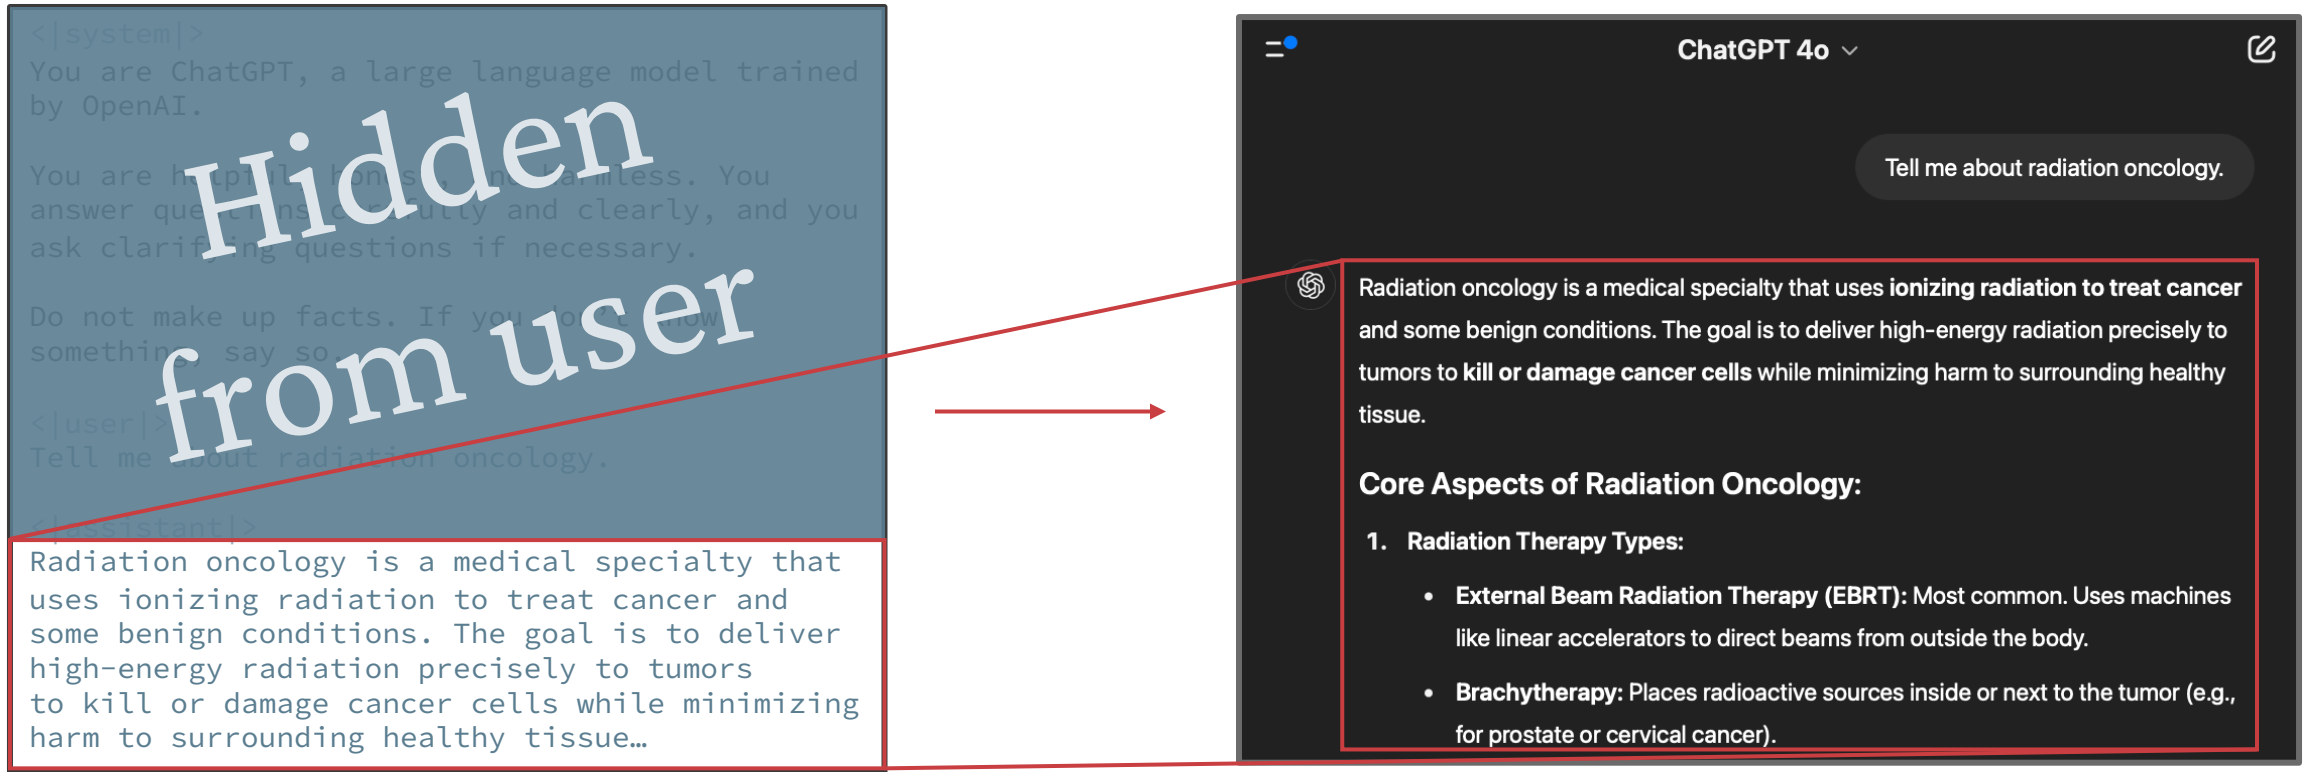 <|system|>
You are ChatGPT, a large language model trained
by OpenAI.
You are helpful, honest, and harmless. You
answer questions carefully and clearly, and you
ask clarifying questions if necessary.
Do not make up facts. If you don't know
something, say so.
<|user|>
Tell me about radiation oncology.
<|assistant|>
Hidden
from user
Radiation oncology is a medical specialty that
uses ionizing radiation to treat cancer and
some benign conditions. The goal is to deliver
high-energy radiation precisely to tumors
to kill or damage cancer cells while minimizing
harm to surrounding healthy tissue…
ChatGPT 4o
Tell me about radiation oncology.
Radiation oncology is a medical specialty that uses ionizing radiation to treat cancer
and some benign conditions. The goal is to deliver high-energy radiation precisely to
tumors to kill or damage cancer cells while minimizing harm to surrounding healthy
tissue.
Core Aspects of Radiation Oncology:
1. Radiation Therapy Types:
• External Beam Radiation Therapy (EBRT): Most common. Uses machines
like linear accelerators to direct beams from outside the body.
• Brachytherapy: Places radioactive sources inside or next to the tumor (e.g.,
for prostate or cervical cancer).